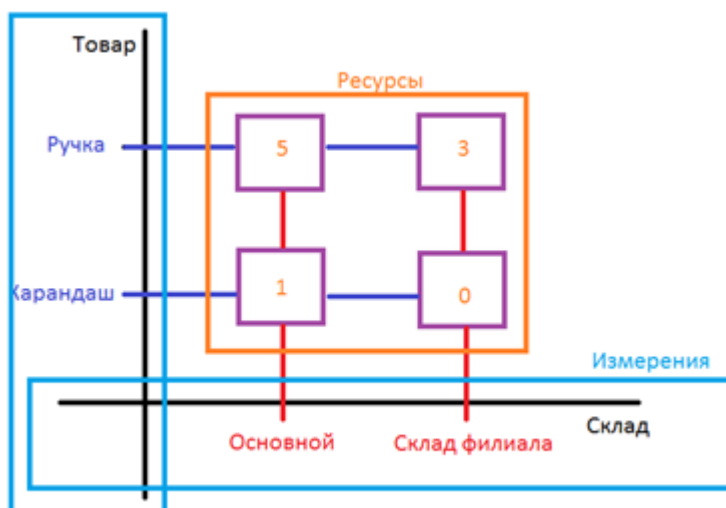 Товар
Ресурсы
Ручка
5
3
Карандаш
1
0
Измерения
Склад
Основной
Склад филиала